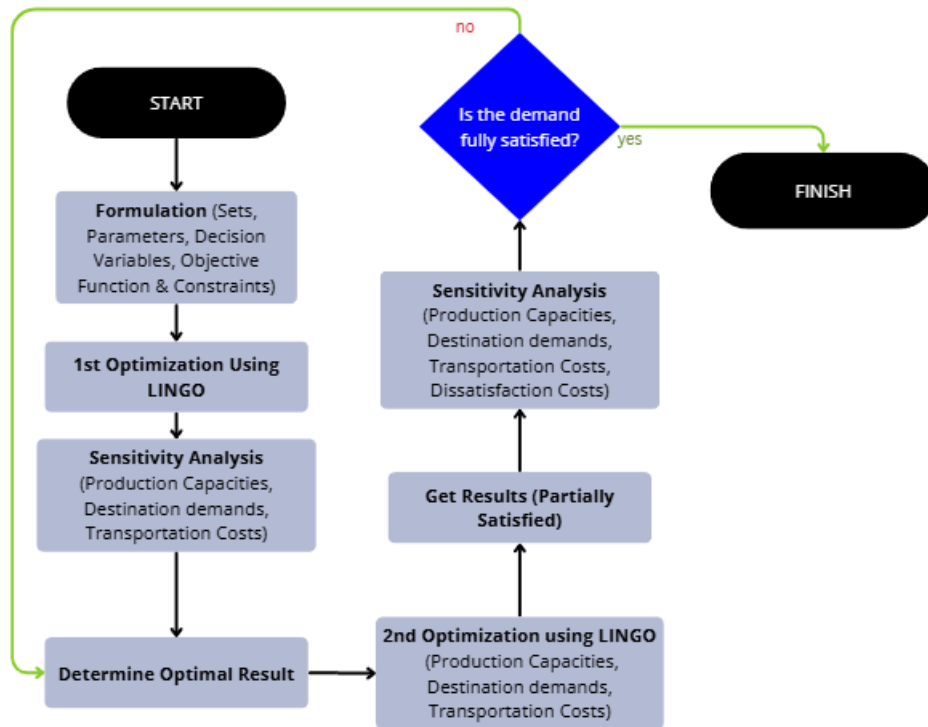 START
Formulation (Sets,
Parameters, Decision
Variables, Objective
Function & Constraints)
1st Optimization Using
LINGO
Sensitivity Analysis
(Production Capacities,
Destination demands,
Transportation Costs)
Determine Optimal Result
2nd Optimization using LINGO
(Production Capacities,
Destination demands,
Transportation Costs)
Get Results (Partially
Satisfied)
Sensitivity Analysis
(Production Capacities,
Destination demands,
Transportation Costs,
Dissatisfaction Costs)
Is the demand
fully satisfied?
no
yes
FINISH